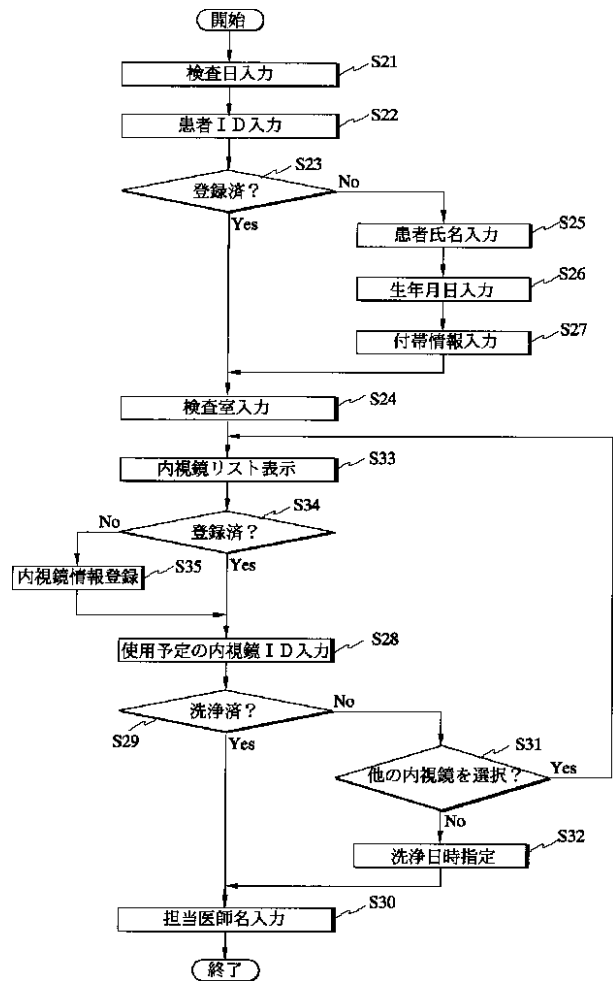 開始
検査日入力
S21
患者ID入力
S22
S23
登録済?
No
Yes
患者氏名入力
S25
生年月日入力
S26
付帯情報入力
S27
検査室入力
S24
内視鏡リスト表示
S33
S34
登録済?
No
Yes
内視鏡情報登録
S35
使用予定の内視鏡ID入力
S28
洗浄済?
S29
No
Yes
S31
他の内視鏡を選択?
Yes
No
洗浄日時指定
S32
担当医師名入力
S30
終了